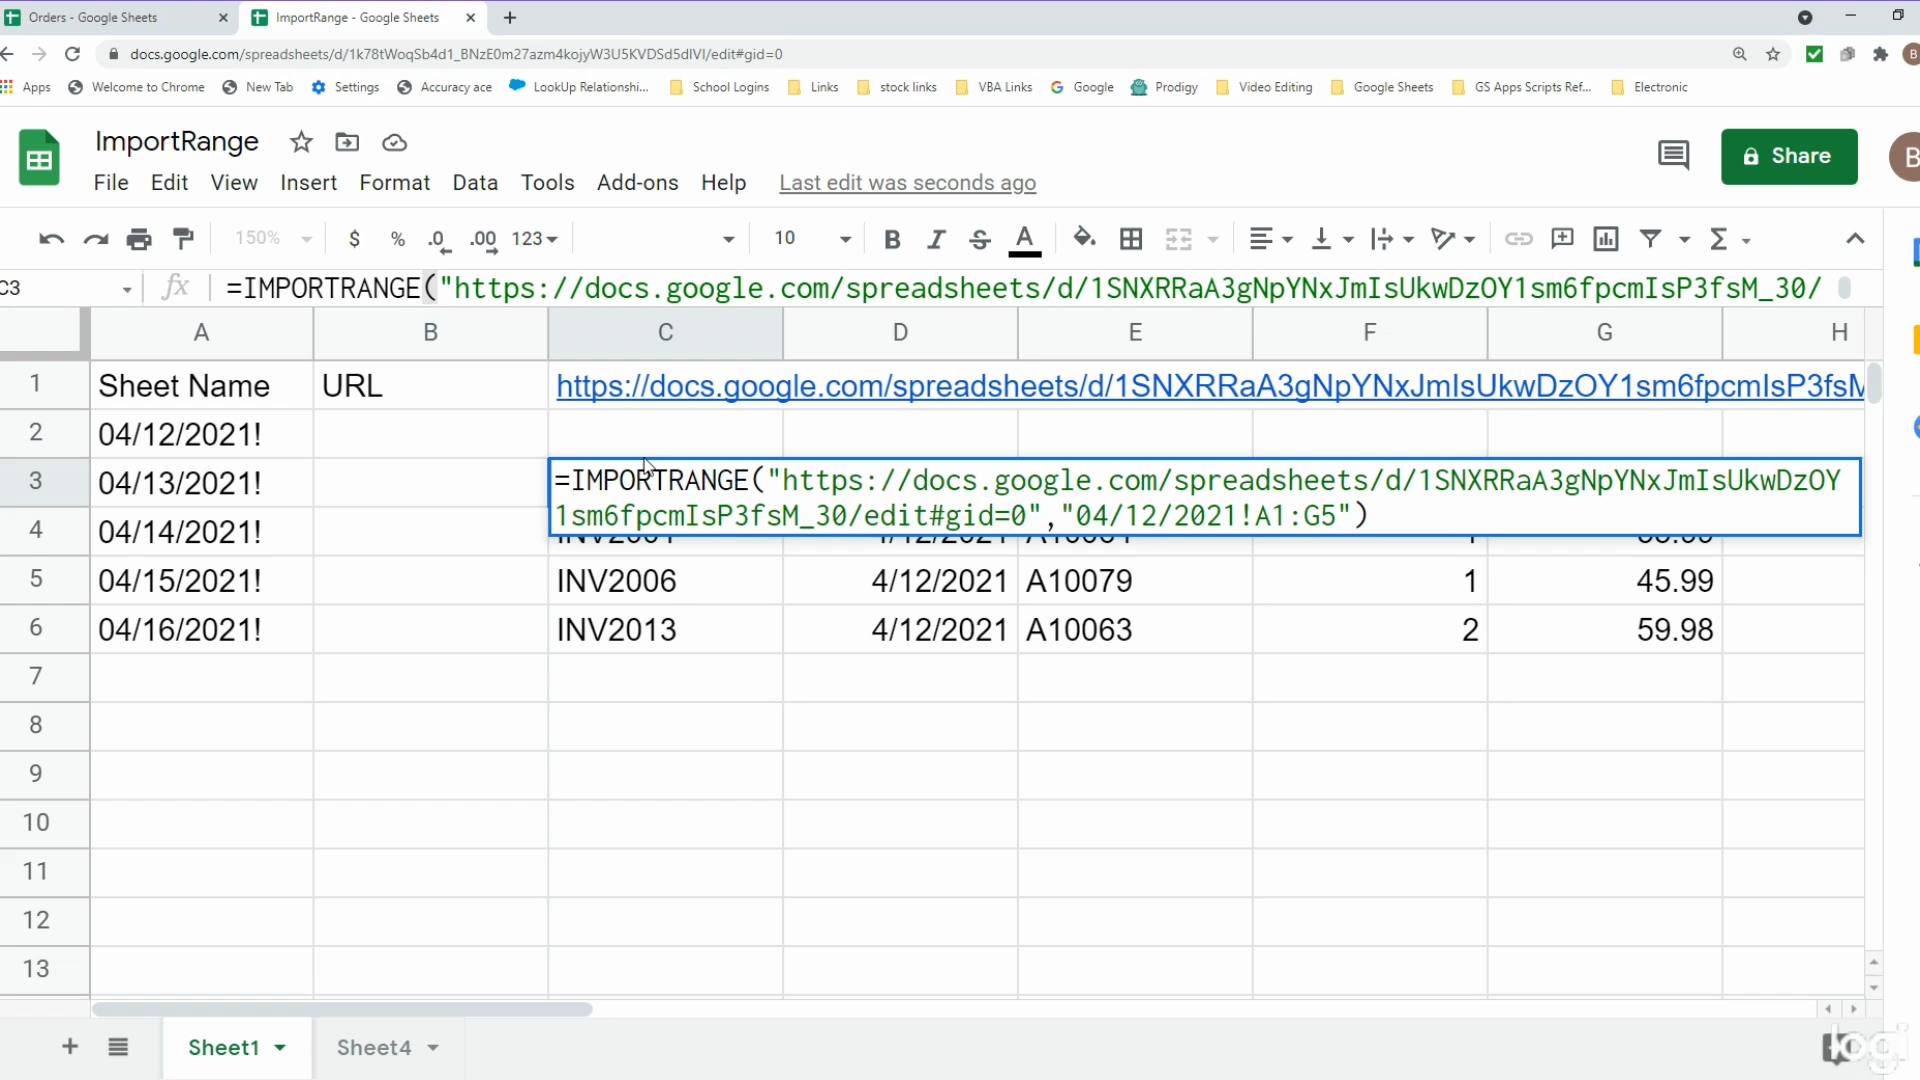 Orders - Google Sheets
ImportRange - Google Sheets
docs.google.com/spreadsheets/d/1k78tWoqSb4d1_BNzE0m27azm4kojyW3U5KVDSd5dIVI/edit#gid=0
B
Apps Welcome to Chrome New Tab Settings Accuracy ace LookUp Relationshi... School Logins Links stock links VBA Links Google Prodigy Video Editing Google Sheets GS Apps Scripts Ref... Electronic
ImportRange
Share
B
File Edit View Insert Format Data Tools Add-ons Help Last edit was seconds ago
150% $ % .0 .00 123 10 B I S A
C3 fx =IMPORTRANGE("https://docs.google.com/spreadsheets/d/1SNXRRaA3gNpYNxJmIsUkwDzOY1sm6fpcmIsP3fsM_30/
A B C D E F G H
1 Sheet Name URL https://docs.google.com/spreadsheets/d/1SNXRRaA3gNpYNxJmIsUkwDzOY1sm6fpcmIsP3fsM
2 04/12/2021!
3 04/13/2021! =IMPORTRANGE("https://docs.google.com/spreadsheets/d/1SNXRRaA3gNpYNxJmIsUkwDzOY
1sm6fpcmIsP3fsM_30/edit#gid=0","04/12/2021!A1:G5")
4 04/14/2021! 4/12/2021
5 04/15/2021! INV2006 4/12/2021 A10079 1 45.99
6 04/16/2021! INV2013 4/12/2021 A10063 2 59.98
7
8
9
10
11
12
13
Sheet1 Sheet4
logi